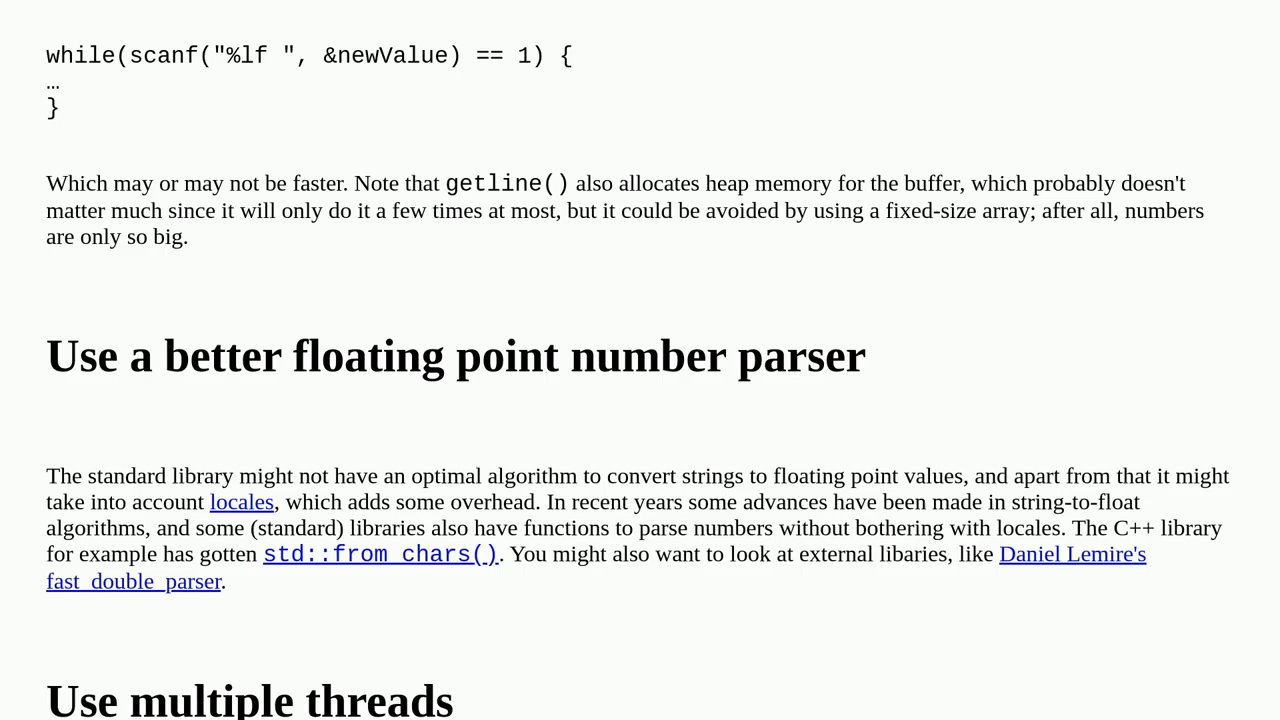 while(scanf("%lf ", &newValue) == 1) {
…
}
Which may or may not be faster. Note that getline() also allocates heap memory for the buffer, which probably doesn't
matter much since it will only do it a few times at most, but it could be avoided by using a fixed-size array; after all, numbers
are only so big.
Use a better floating point number parser
The standard library might not have an optimal algorithm to convert strings to floating point values, and apart from that it might
take into account locales, which adds some overhead. In recent years some advances have been made in string-to-float
algorithms, and some (standard) libraries also have functions to parse numbers without bothering with locales. The C++ library
for example has gotten std::from_chars(). You might also want to look at external libaries, like Daniel Lemire's
fast_double_parser.
Use multiple threads